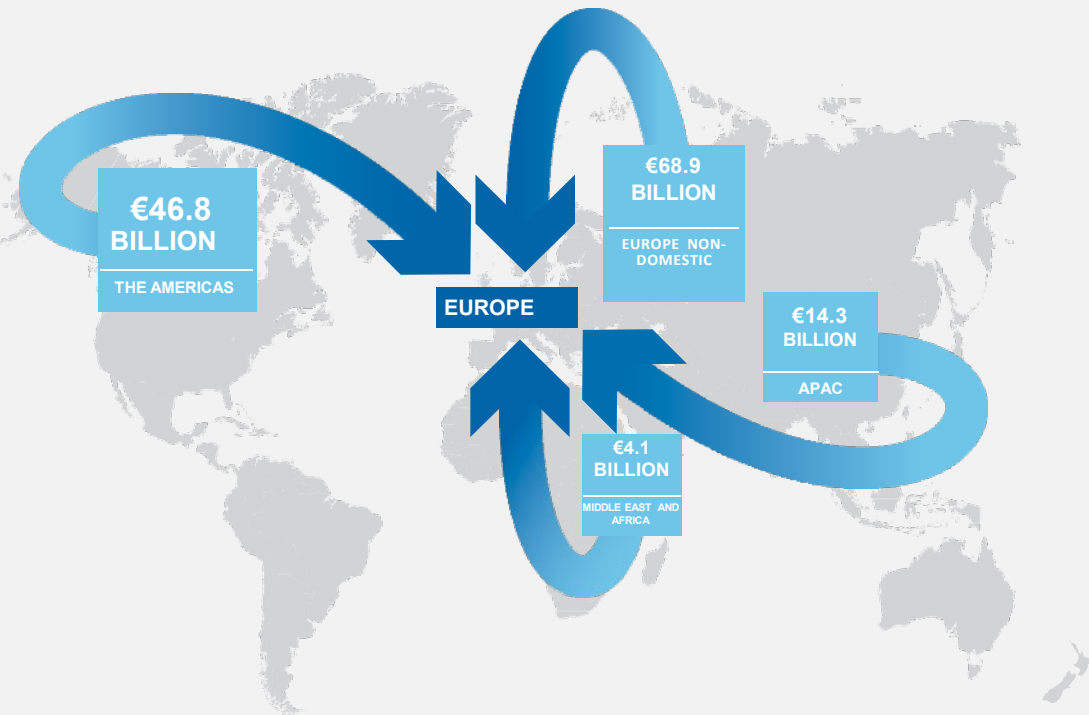 €46.8
BILLION
THE AMERICAS
€68.9
BILLION
EUROPE NON-
DOMESTIC
EUROPE
€14.3
BILLION
APAC
€4.1
BILLION
MIDDLE EAST AND
AFRICA